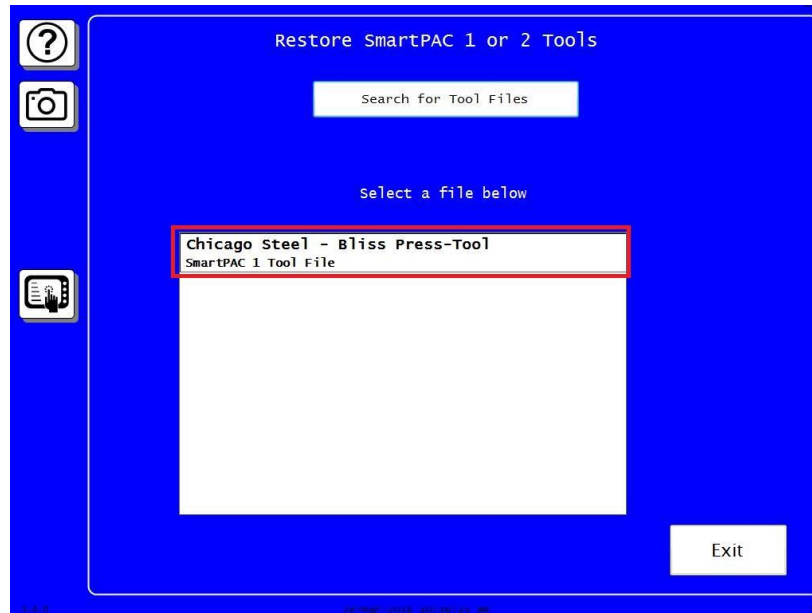 Restore SmartPAC 1 or 2 Tools
Search for Tool Files
Select a file below
Chicago Steel - Bliss Press-Tool
SmartPAC 1 Tool File
Exit